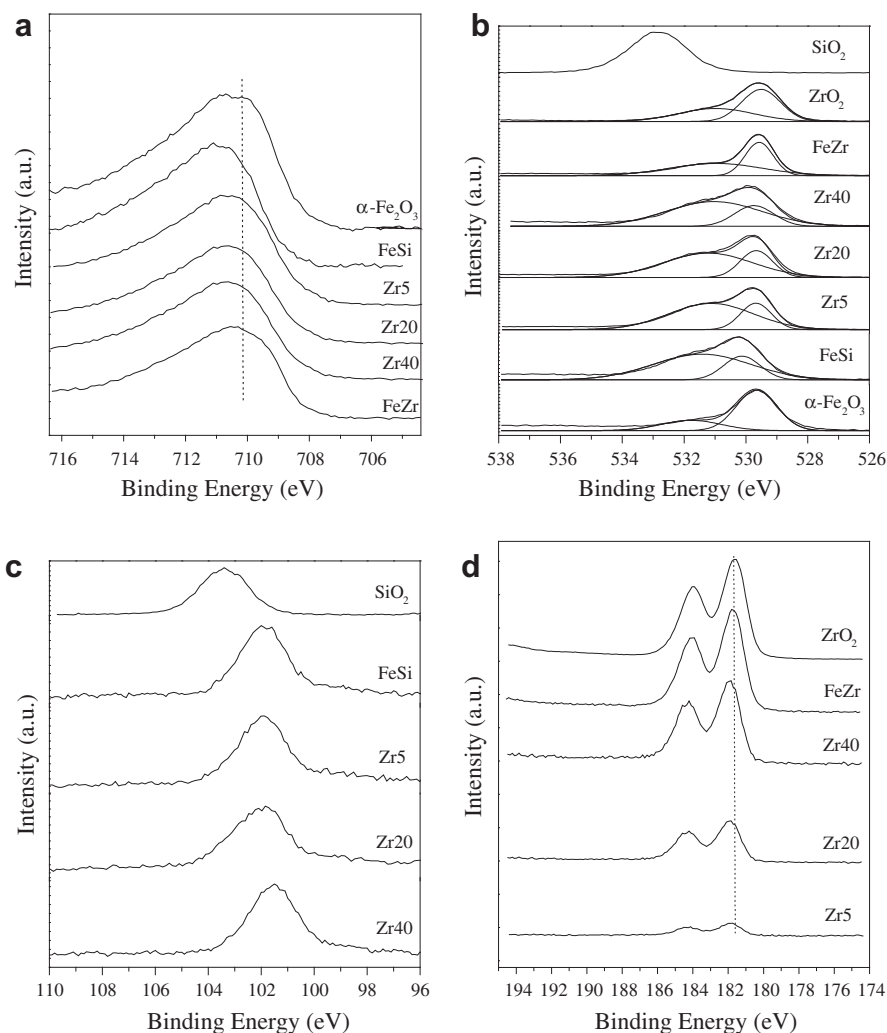 a
Intensity (a.u.)
α-Fe₂O₃
FeSi
Zr5
Zr20
Zr40
FeZr
716 714 712 710 708 706
Binding Energy (eV)
b
Intensity (a.u.)
SiO₂
ZrO₂
FeZr
Zr40
Zr20
Zr5
FeSi
α-Fe₂O₃
538 536 534 532 530 528 526
Binding Energy (eV)
c
Intensity (a.u.)
SiO₂
FeSi
Zr5
Zr20
Zr40
110 108 106 104 102 100 98 96
Binding Energy (eV)
d
Intensity (a.u.)
ZrO₂
FeZr
Zr40
Zr20
Zr5
194 192 190 188 186 184 182 180 178 176 174
Binding Energy (eV)